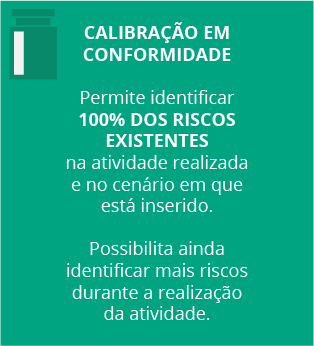 CALIBRAÇÃO EM
CONFORMIDADE
Permite identificar
100% DOS RISCOS
EXISTENTES
na atividade realizada
e no cenário em que
está inserido.
Possibilita ainda
identificar mais riscos
durante a realização
da atividade.